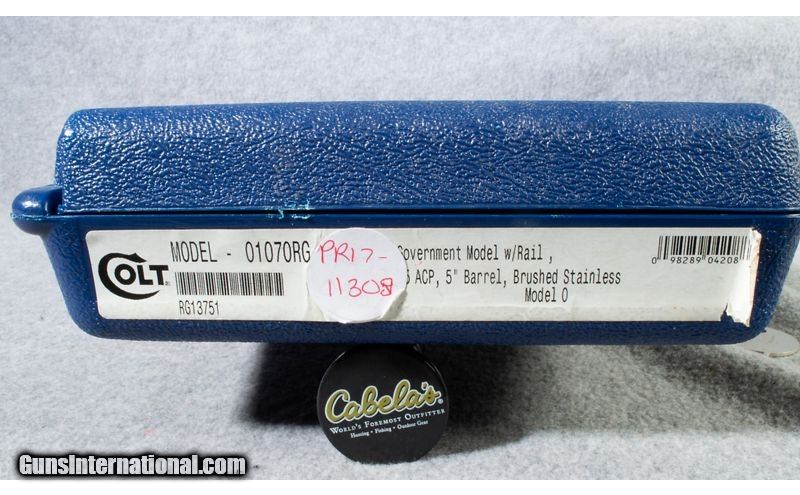 COLT
MODEL - 01070RG
RG13751
PR17-
11308
Government Model w/Rail ,
ACP, 5" Barrel, Brushed Stainless
Model O
0 98289 04208
Cabela's
WORLD'S FOREMOST OUTFITTER
Hunting • Fishing • Outdoor Gear
GunsInternational.com